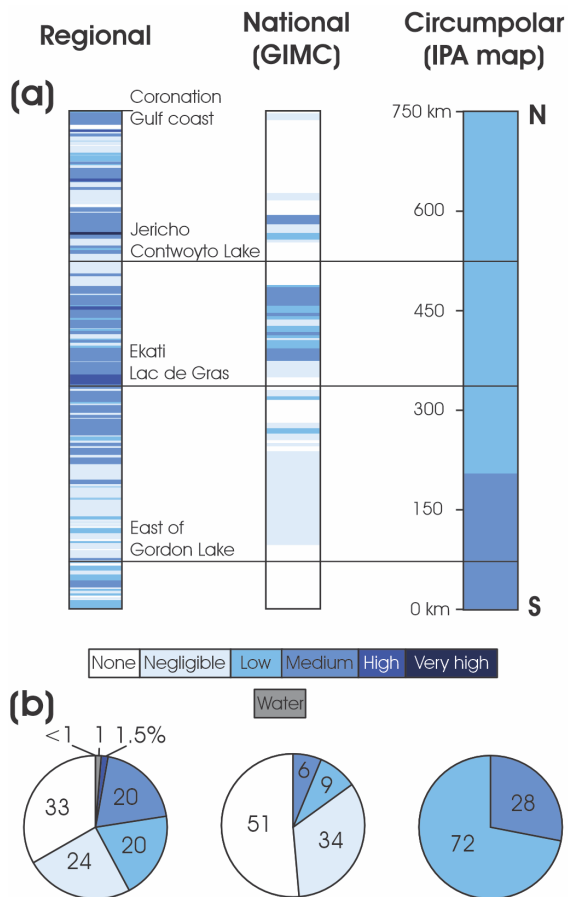 Regional
National
(GIMC)
Circumpolar
(IPA map)
(a)
Coronation
Gulf coast
750 km
N
600
Jericho
Contwoyto Lake
450
Ekati
Lac de Gras
300
150
East of
Gordon Lake
0 km
S
None Negligible Low Medium High Very high
Water
(b)
<1 1 1.5%
33 20 20 24
6 9 34 51
28 72